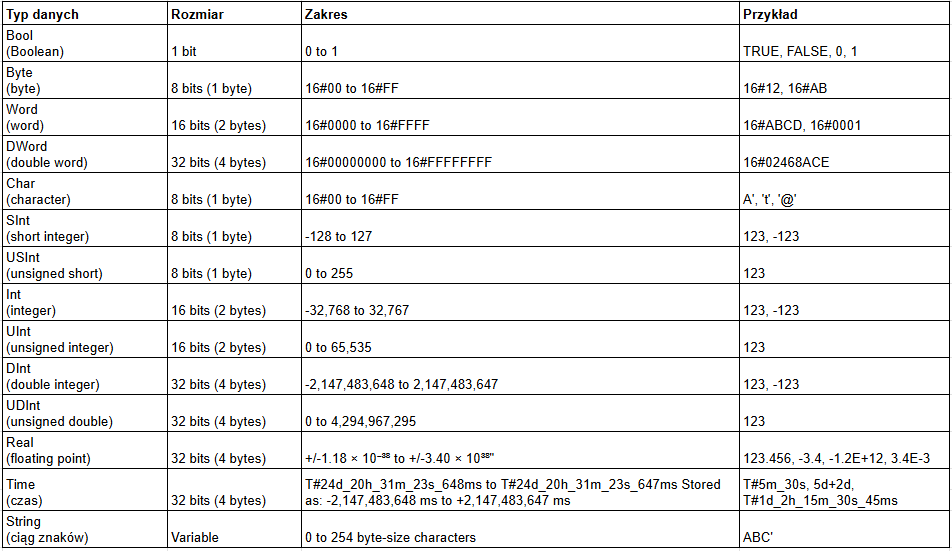 Typ danych Rozmiar Zakres Przykład
Bool
(Boolean) 1 bit 0 to 1 TRUE, FALSE, 0, 1
Byte
(byte) 8 bits (1 byte) 16#00 to 16#FF 16#12, 16#AB
Word
(word) 16 bits (2 bytes) 16#0000 to 16#FFFF 16#ABCD, 16#0001
DWord
(double word) 32 bits (4 bytes) 16#00000000 to 16#FFFFFFFF 16#02468ACE
Char
(character) 8 bits (1 byte) 16#00 to 16#FF A', 't', '@'
SInt
(short integer) 8 bits (1 byte) -128 to 127 123, -123
USInt
(unsigned short) 8 bits (1 byte) 0 to 255 123
Int
(integer) 16 bits (2 bytes) -32,768 to 32,767 123, -123
UInt
(unsigned integer) 16 bits (2 bytes) 0 to 65,535 123
DInt
(double integer) 32 bits (4 bytes) -2,147,483,648 to 2,147,483,647 123, -123
UDInt
(unsigned double) 32 bits (4 bytes) 0 to 4,294,967,295 123
Real
(floating point) 32 bits (4 bytes) +/-1.18 × 10⁻³⁸ to +/-3.40 × 10³⁸" 123.456, -3.4, -1.2E+12, 3.4E-3
Time T#24d_20h_31m_23s_648ms to T#24d_20h_31m_23s_647ms Stored T#5m_30s, 5d+2d,
(czas) 32 bits (4 bytes) as: -2,147,483,648 ms to +2,147,483,647 ms T#1d_2h_15m_30s_45ms
String
(ciąg znaków) Variable 0 to 254 byte-size characters ABC'